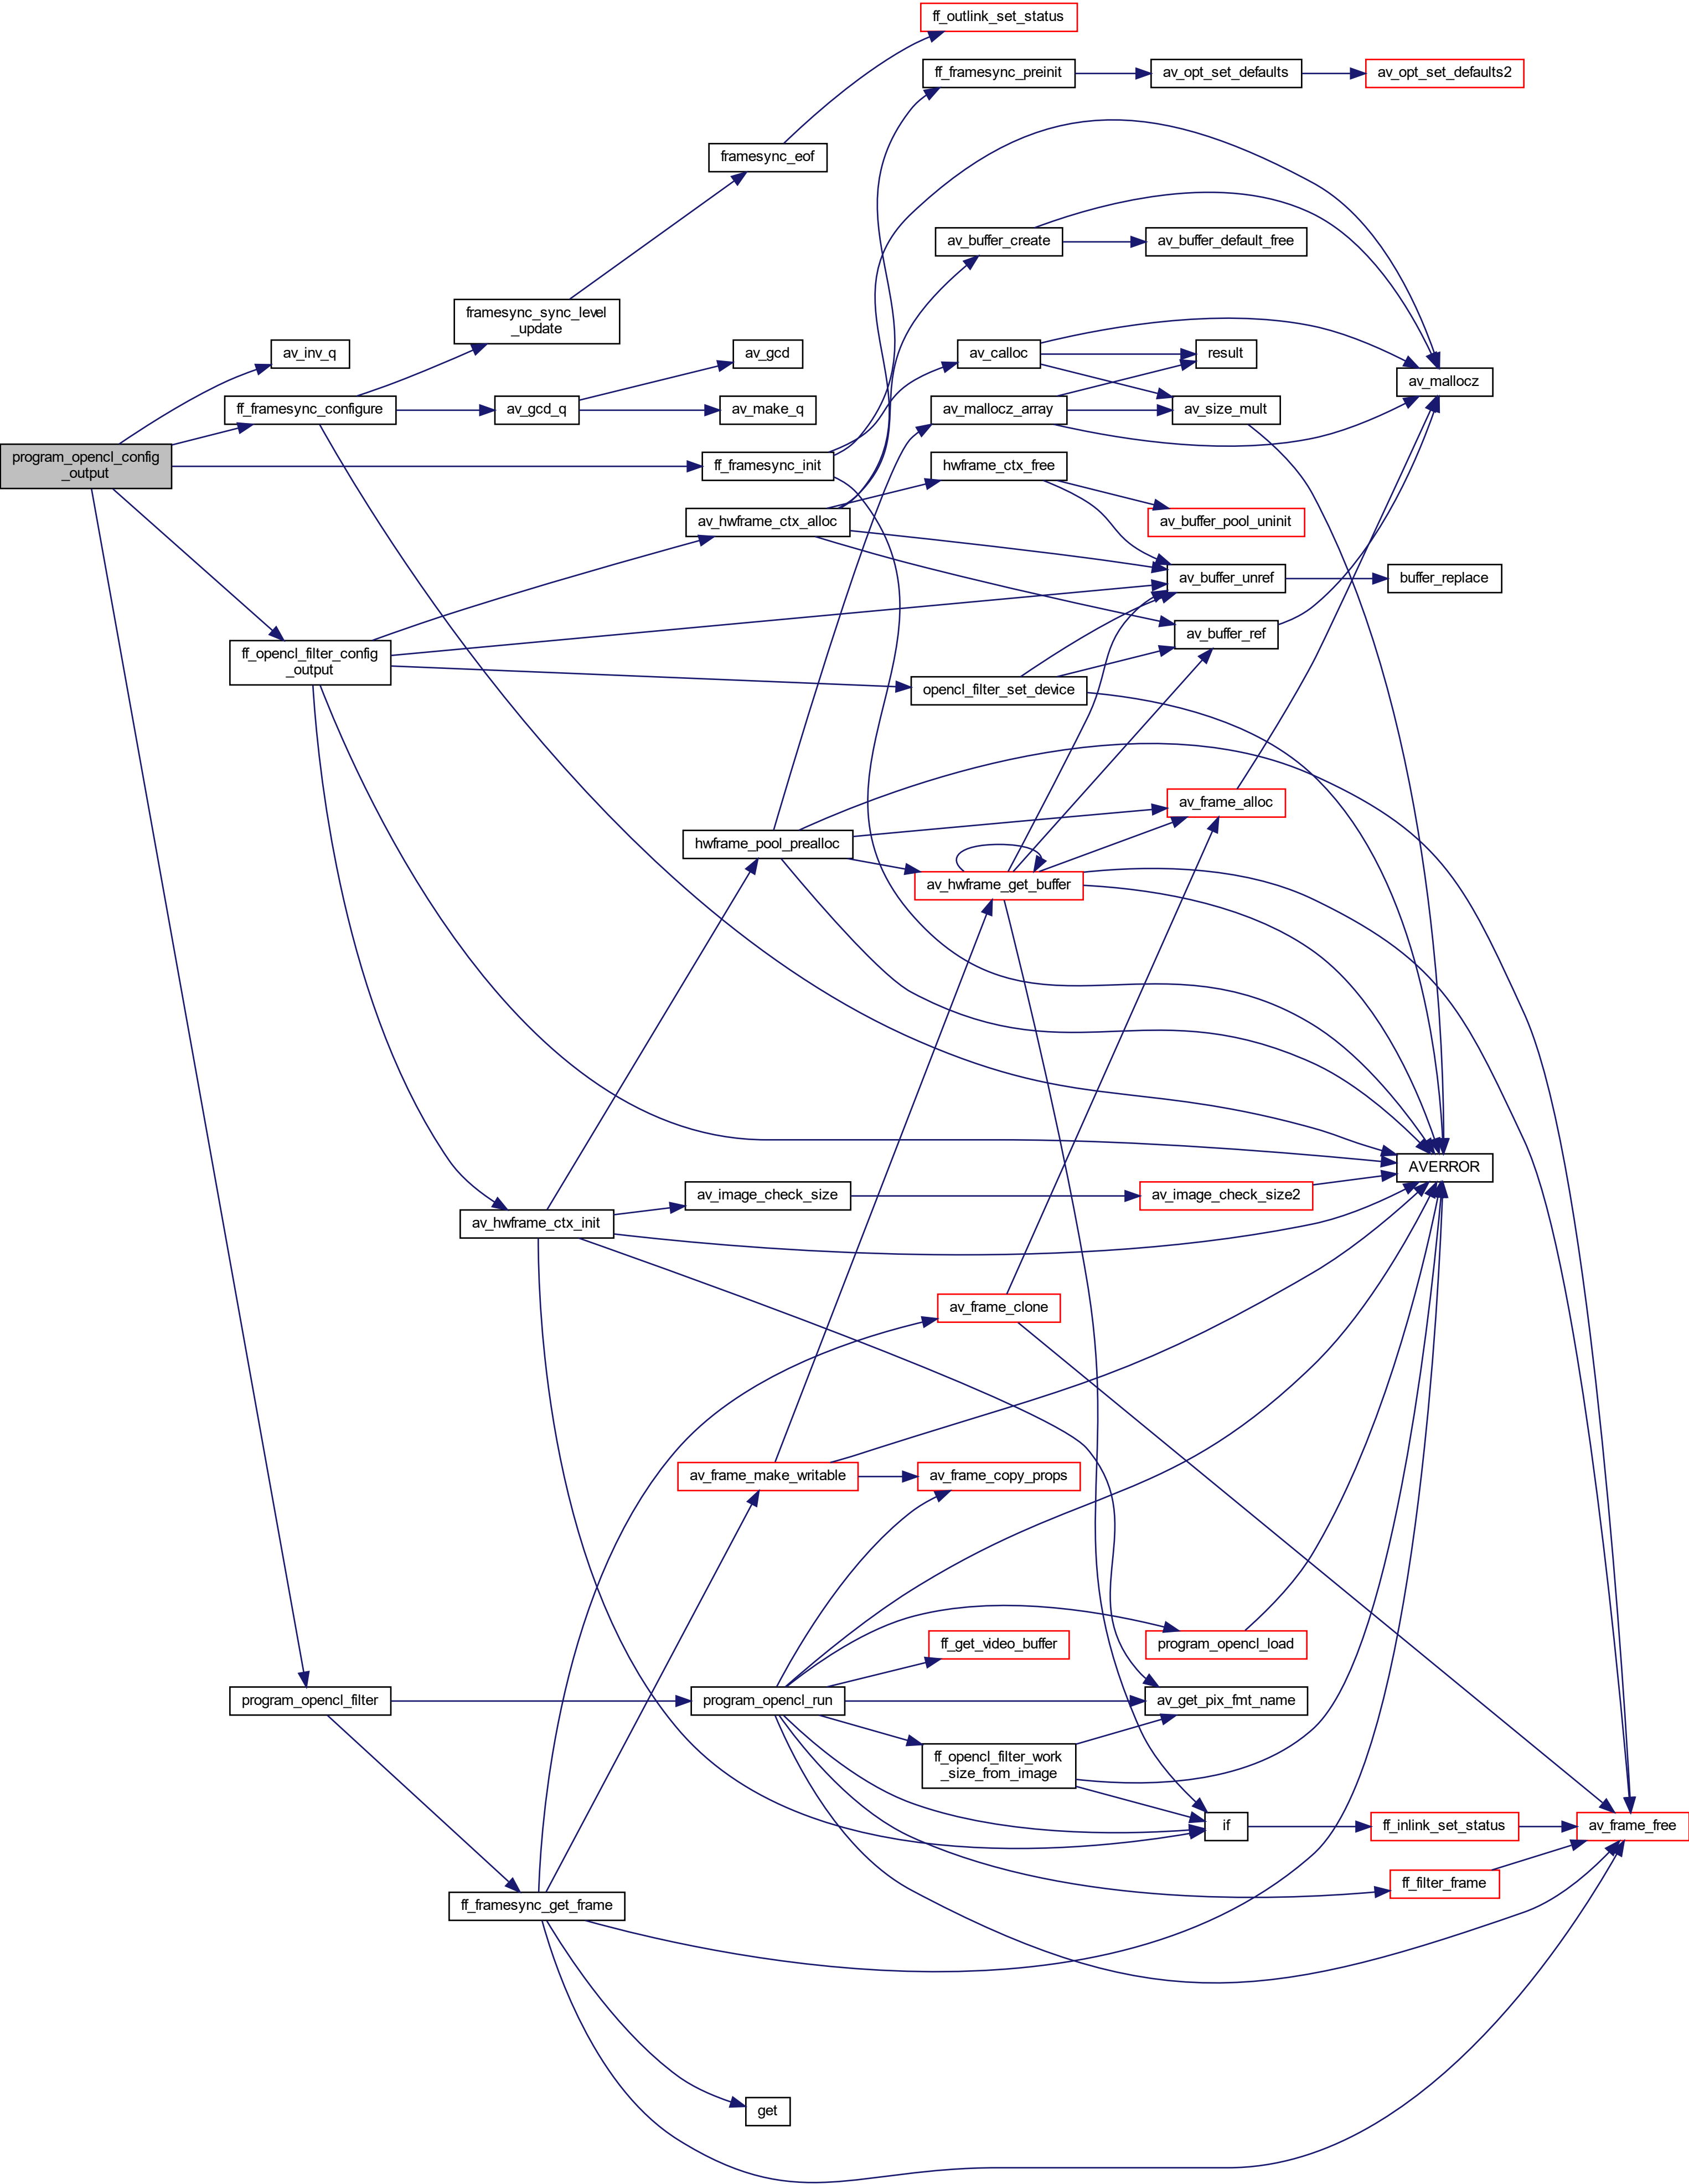 ff_outlink_set_status
ff_framesync_preinit
av_opt_set_defaults
av_opt_set_defaults2
framesync_eof
av_buffer_create
av_buffer_default_free
framesync_sync_level
_update
av_inv_q
av_gcd
av_calloc
result
av_mallocz
ff_framesync_configure
av_gcd_q
av_make_q
av_mallocz_array
av_size_mult
program_opencl_config
_output
ff_framesync_init
hwframe_ctx_free
av_hwframe_ctx_alloc
av_buffer_pool_uninit
av_buffer_unref
buffer_replace
av_buffer_ref
ff_opencl_filter_config
_output
opencl_filter_set_device
av_frame_alloc
hwframe_pool_prealloc
av_hwframe_get_buffer
AVERROR
av_image_check_size
av_image_check_size2
av_hwframe_ctx_init
av_frame_clone
av_frame_make_writable
av_frame_copy_props
ff_get_video_buffer
program_opencl_load
program_opencl_filter
program_opencl_run
av_get_pix_fmt_name
ff_opencl_filter_work
_size_from_image
if
ff_inlink_set_status
av_frame_free
ff_filter_frame
ff_framesync_get_frame
get